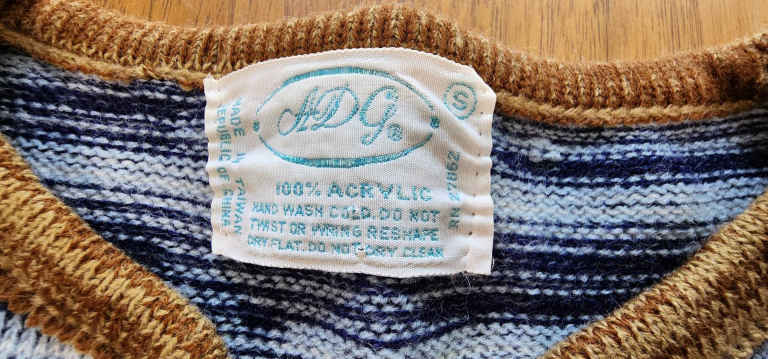 ADG®
S
100% ACRYLIC
HAND WASH COLD. DO NOT
TWIST OR WRING RESHAPE
DRY FLAT. DO NOT DRY CLEAN
MADE IN TAIWAN
REPUBLIC OF CHINA
RN 27862